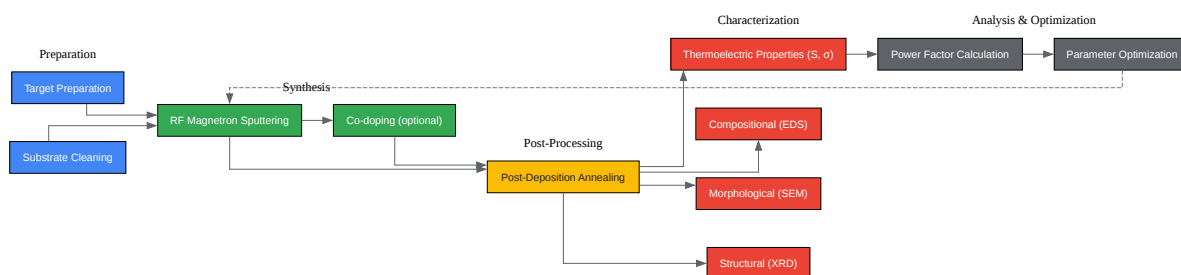 Preparation
Target Preparation
Substrate Cleaning
Synthesis
RF Magnetron Sputtering
Co-doping (optional)
Post-Processing
Post-Deposition Annealing
Characterization
Thermoelectric Properties (S, σ)
Compositional (EDS)
Morphological (SEM)
Structural (XRD)
Analysis & Optimization
Power Factor Calculation
Parameter Optimization